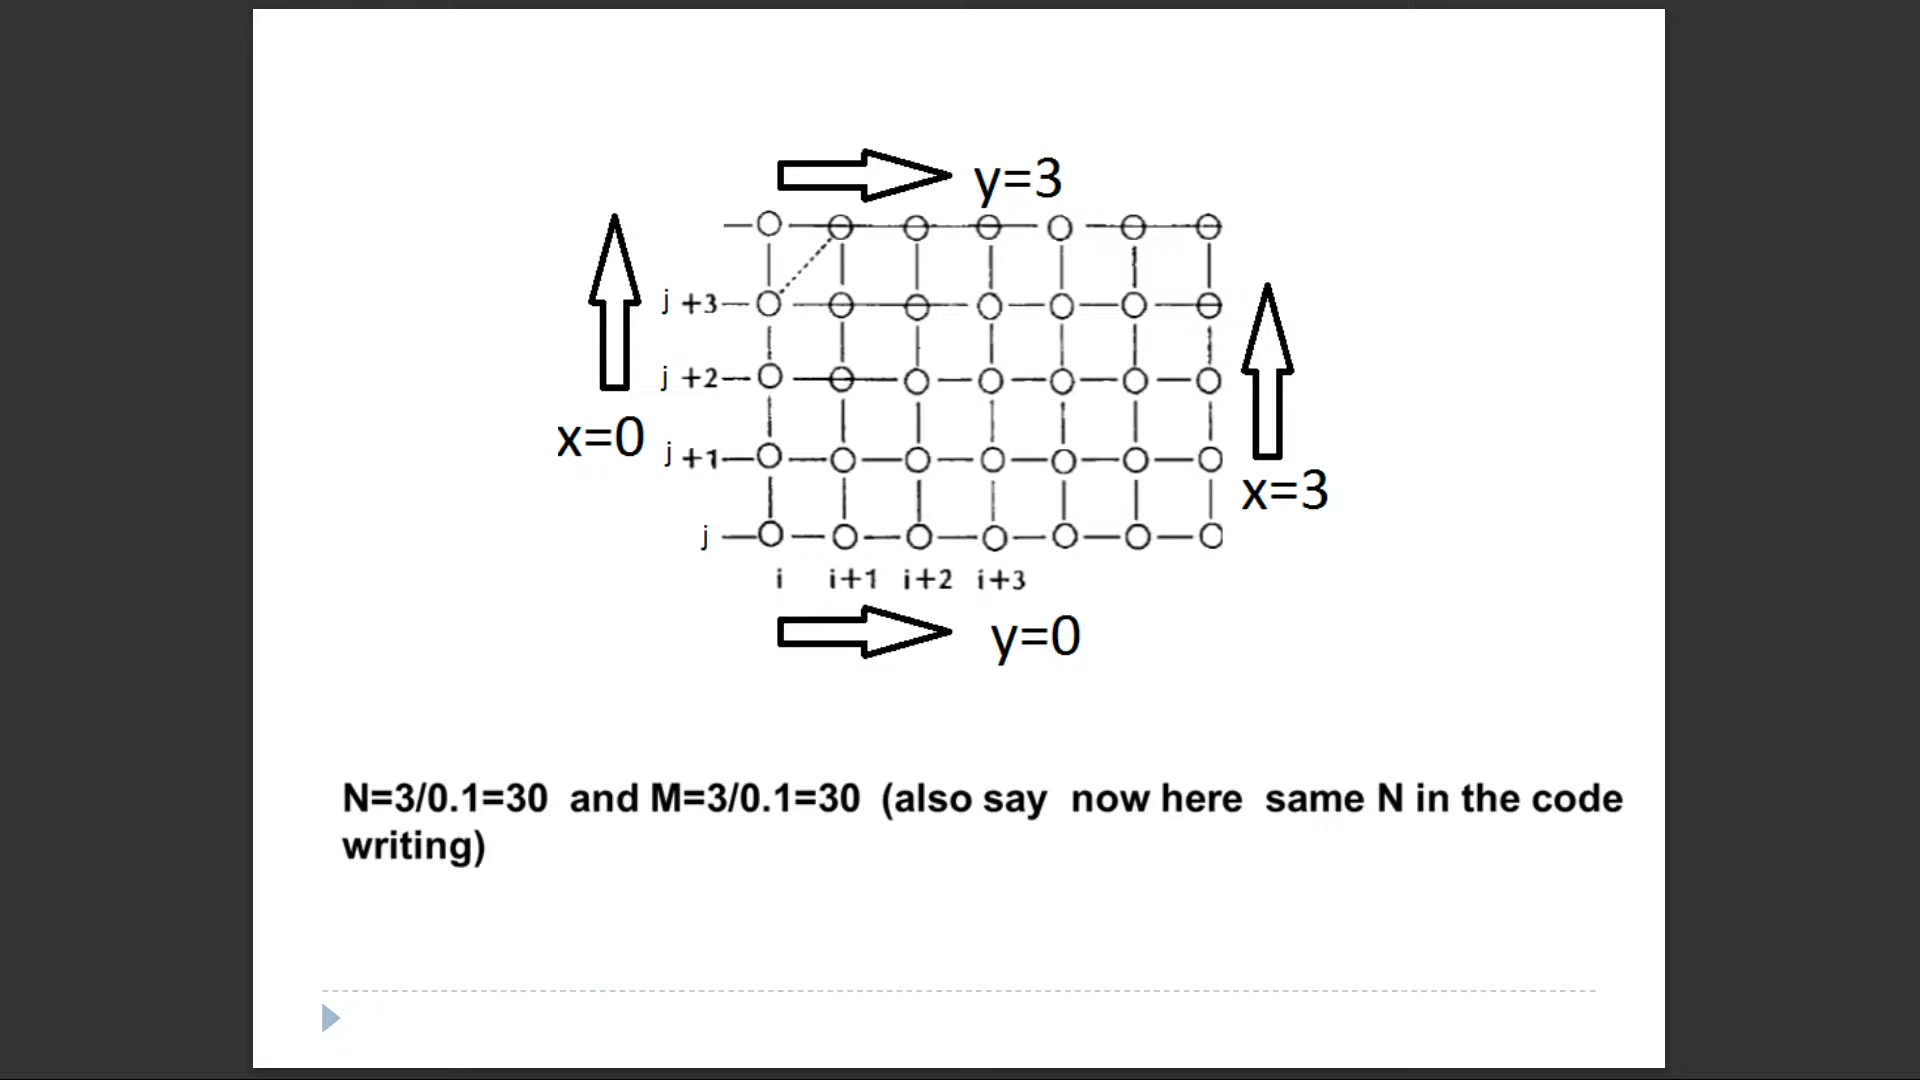 y=3
j +3
j +2
x=0
j +1
x=3
j
i i+1 i+2 i+3
y=0
N=3/0.1=30 and M=3/0.1=30 (also say now here same N in the code
writing)